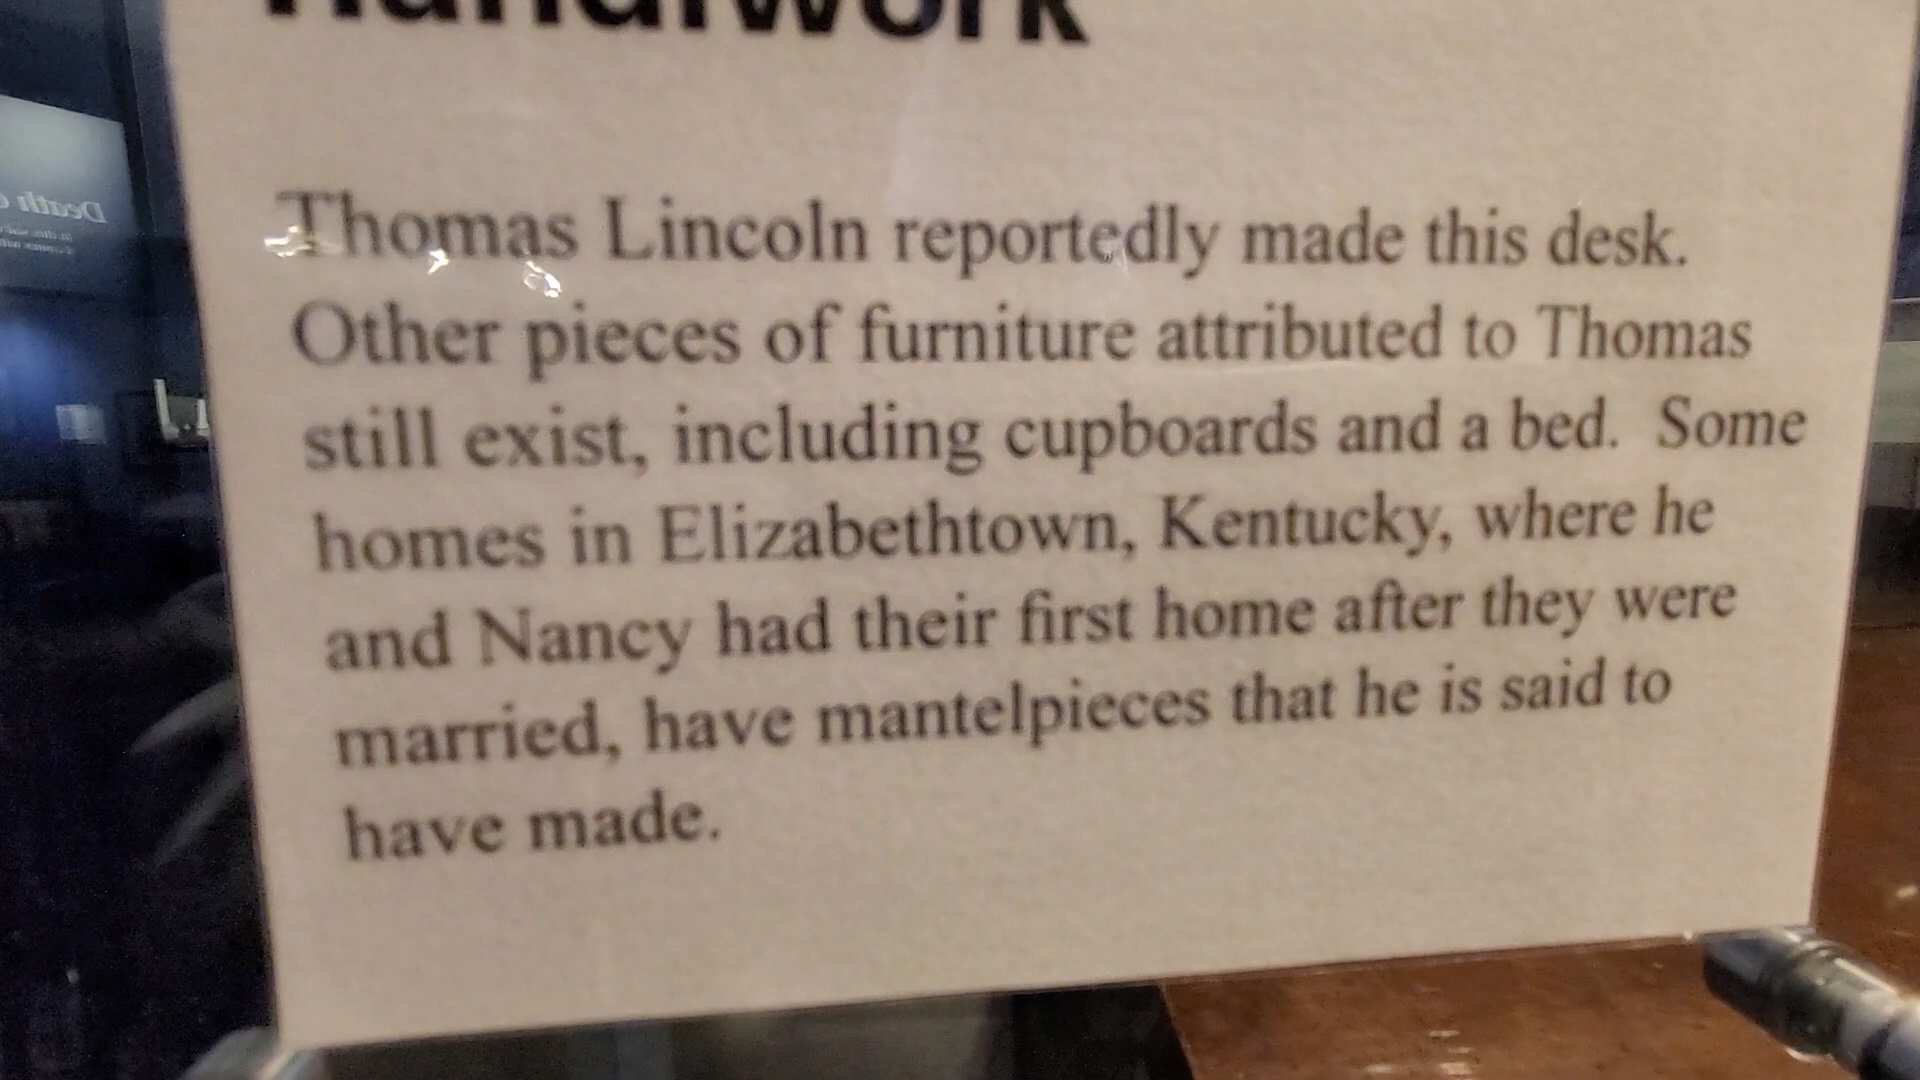 Handiwork
Thomas Lincoln reportedly made this desk.
Other pieces of furniture attributed to Thomas
still exist, including cupboards and a bed. Some
homes in Elizabethtown, Kentucky, where he
and Nancy had their first home after they were
married, have mantelpieces that he is said to
have made.
Death